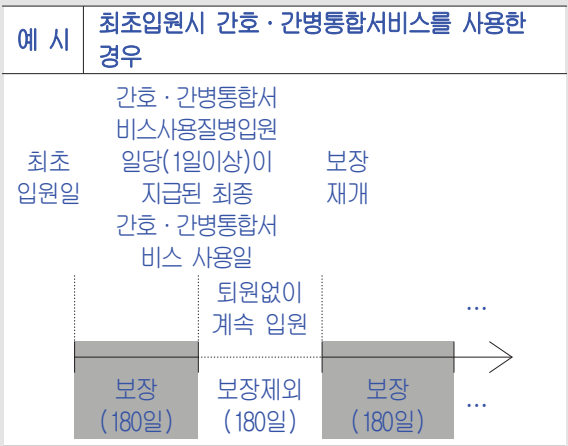 예 시
최초입원시 간호·간병통합서비스를 사용한
경우
최초
입원일
간호·간병통합서
비스사용질병입원
일당(1일이상)이
지급된 최종
간호·간병통합서
비스 사용일
보장
재개
퇴원없이
계속 입원
...
보장
(180일)
보장제외
(180일)
보장
(180일)
...